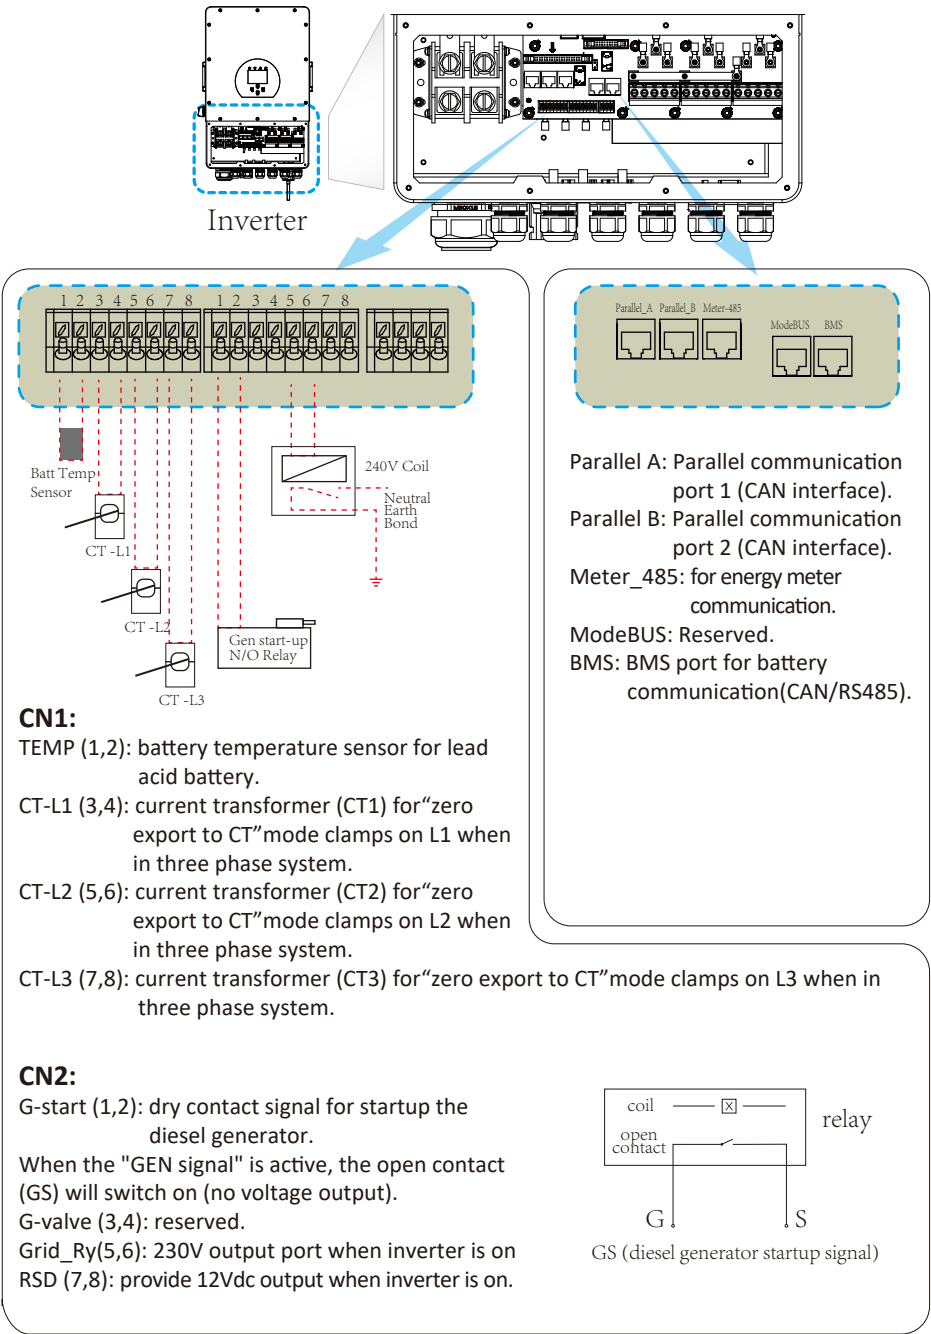 Inverter
1 2 3 4 5 6 7 8 1 2 3 4 5 6 7 8
Batt Temp
Sensor
CT -L1
CT -L2
CT -L3
240V Coil
Neutral
Earth
Bond
Gen start-up
N/O Relay
Parallel_A Parallel_B Meter-485
ModeBUS BMS
Parallel A: Parallel communication
port 1 (CAN interface).
Parallel B: Parallel communication
port 2 (CAN interface).
Meter_485: for energy meter
communication.
ModeBUS: Reserved.
BMS: BMS port for battery
communication(CAN/RS485).
CN1:
TEMP (1,2): battery temperature sensor for lead
acid battery.
CT-L1 (3,4): current transformer (CT1) for“zero
export to CT”mode clamps on L1 when
in three phase system.
CT-L2 (5,6): current transformer (CT2) for“zero
export to CT”mode clamps on L2 when
in three phase system.
CT-L3 (7,8): current transformer (CT3) for“zero export to CT”mode clamps on L3 when in
three phase system.
CN2:
G-start (1,2): dry contact signal for startup the
diesel generator.
When the "GEN signal" is active, the open contact
(GS) will switch on (no voltage output).
G-valve (3,4): reserved.
Grid_Ry(5,6): 230V output port when inverter is on
RSD (7,8): provide 12Vdc output when inverter is on.
coil
open
contact
relay
G S
GS (diesel generator startup signal)